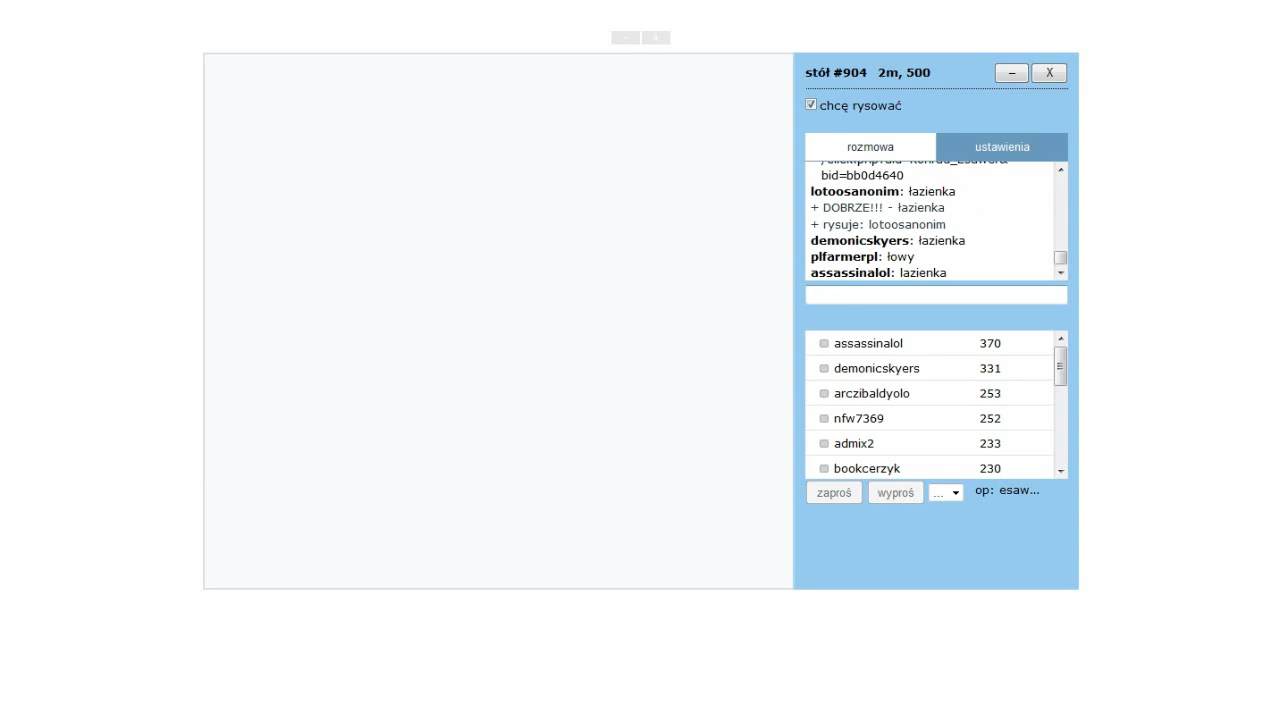 stół #904 2m, 500
– X
chcę rysować
rozmowa ustawienia
bid=bb0d4640
lotoosanonim: łazienka
+ DOBRZE!!! - łazienka
+ rysuje: lotoosanonim
demonicskyers: łazienka
plfarmerpl: łowy
assassinalol: lazienka
assassinalol 370
demonicskyers 331
arczibaldyolo 253
nfw7369 252
admix2 233
bookcerzyk 230
zaproś wyproś ... op: esaw...